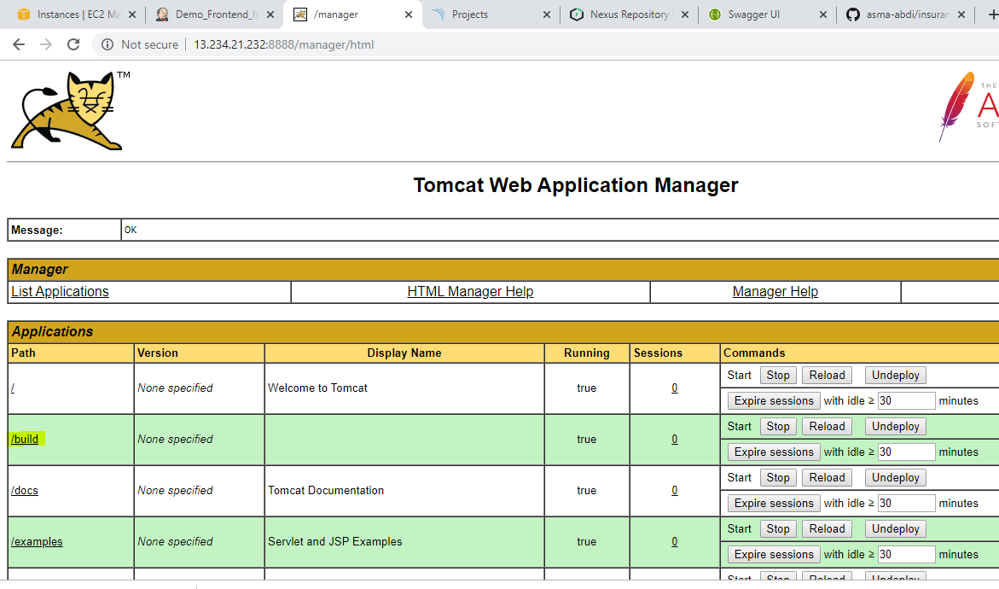 Instances | EC2 Ma
Demo_Frontend_In
/manager
Projects
Nexus Repository
Swagger UI
asma-abdi/insuran
Not secure
13.234.21.232:8888/manager/html
TM
THE
A
SOFT
Tomcat Web Application Manager
Message: OK
Manager
List Applications HTML Manager Help Manager Help
Applications
Path Version Display Name Running Sessions Commands
/ None specified Welcome to Tomcat true 0 Start Stop Reload Undeploy
Expire sessions with idle ≥ 30 minutes
/build None specified true 0 Start Stop Reload Undeploy
Expire sessions with idle ≥ 30 minutes
/docs None specified Tomcat Documentation true 0 Start Stop Reload Undeploy
Expire sessions with idle ≥ 30 minutes
/examples None specified Servlet and JSP Examples true 0 Start Stop Reload Undeploy
Expire sessions with idle ≥ 30 minutes
Start Stop Reload Undeploy